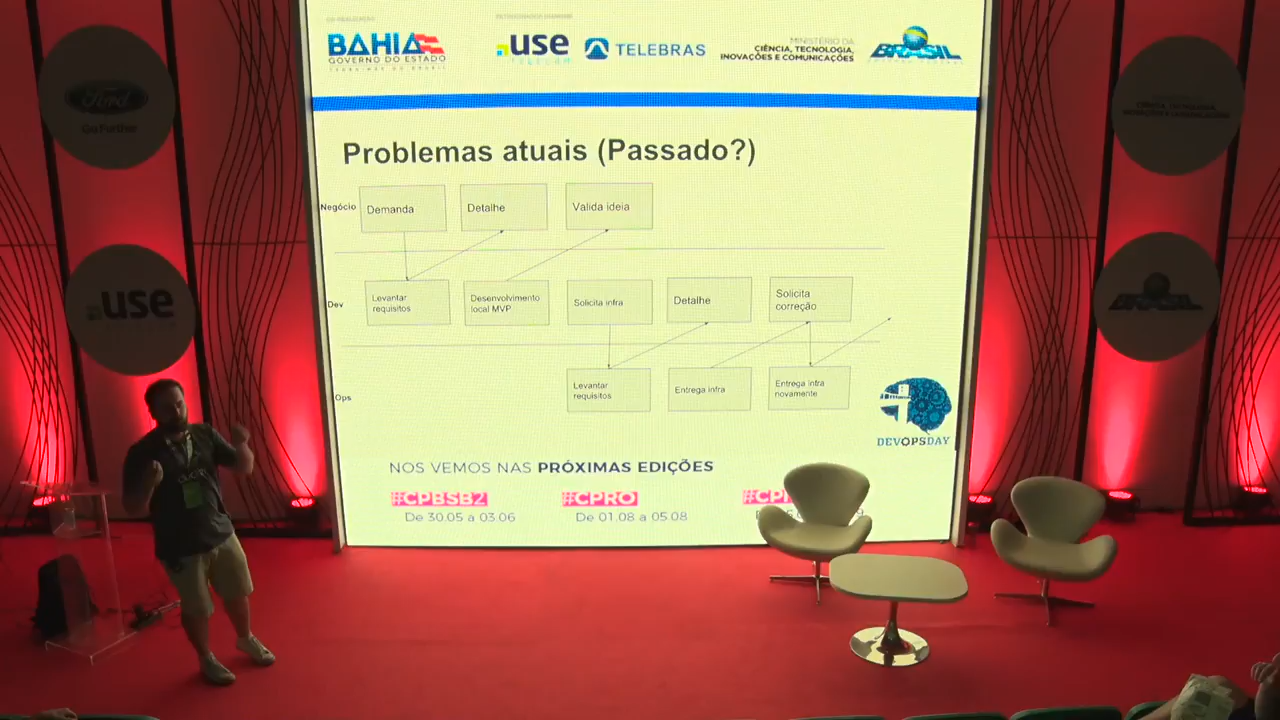 BAHIA
GOVERNO DO ESTADO
use
TELECOM
TELEBRAS
MINISTÉRIO DA
CIÊNCIA, TECNOLOGIA,
INOVAÇÕES E COMUNICAÇÕES
BRASIL
Ford
Go Further
use
BRASIL
Problemas atuais (Passado?)
Negócio
Demanda
Detalhe
Valida ideia
Dev
Levantar
requisitos
Desenvolvimento
local MVP
Solicita infra
Detalhe
Solicita
correção
Ops
Levantar
requisitos
Entrega infra
Entrega infra
novamente
DEVOPSDAY
NOS VEMOS NAS PRÓXIMAS EDIÇÕES
#CPBSB2
De 30.05 a 03.06
#CPRO
De 01.08 a 05.08